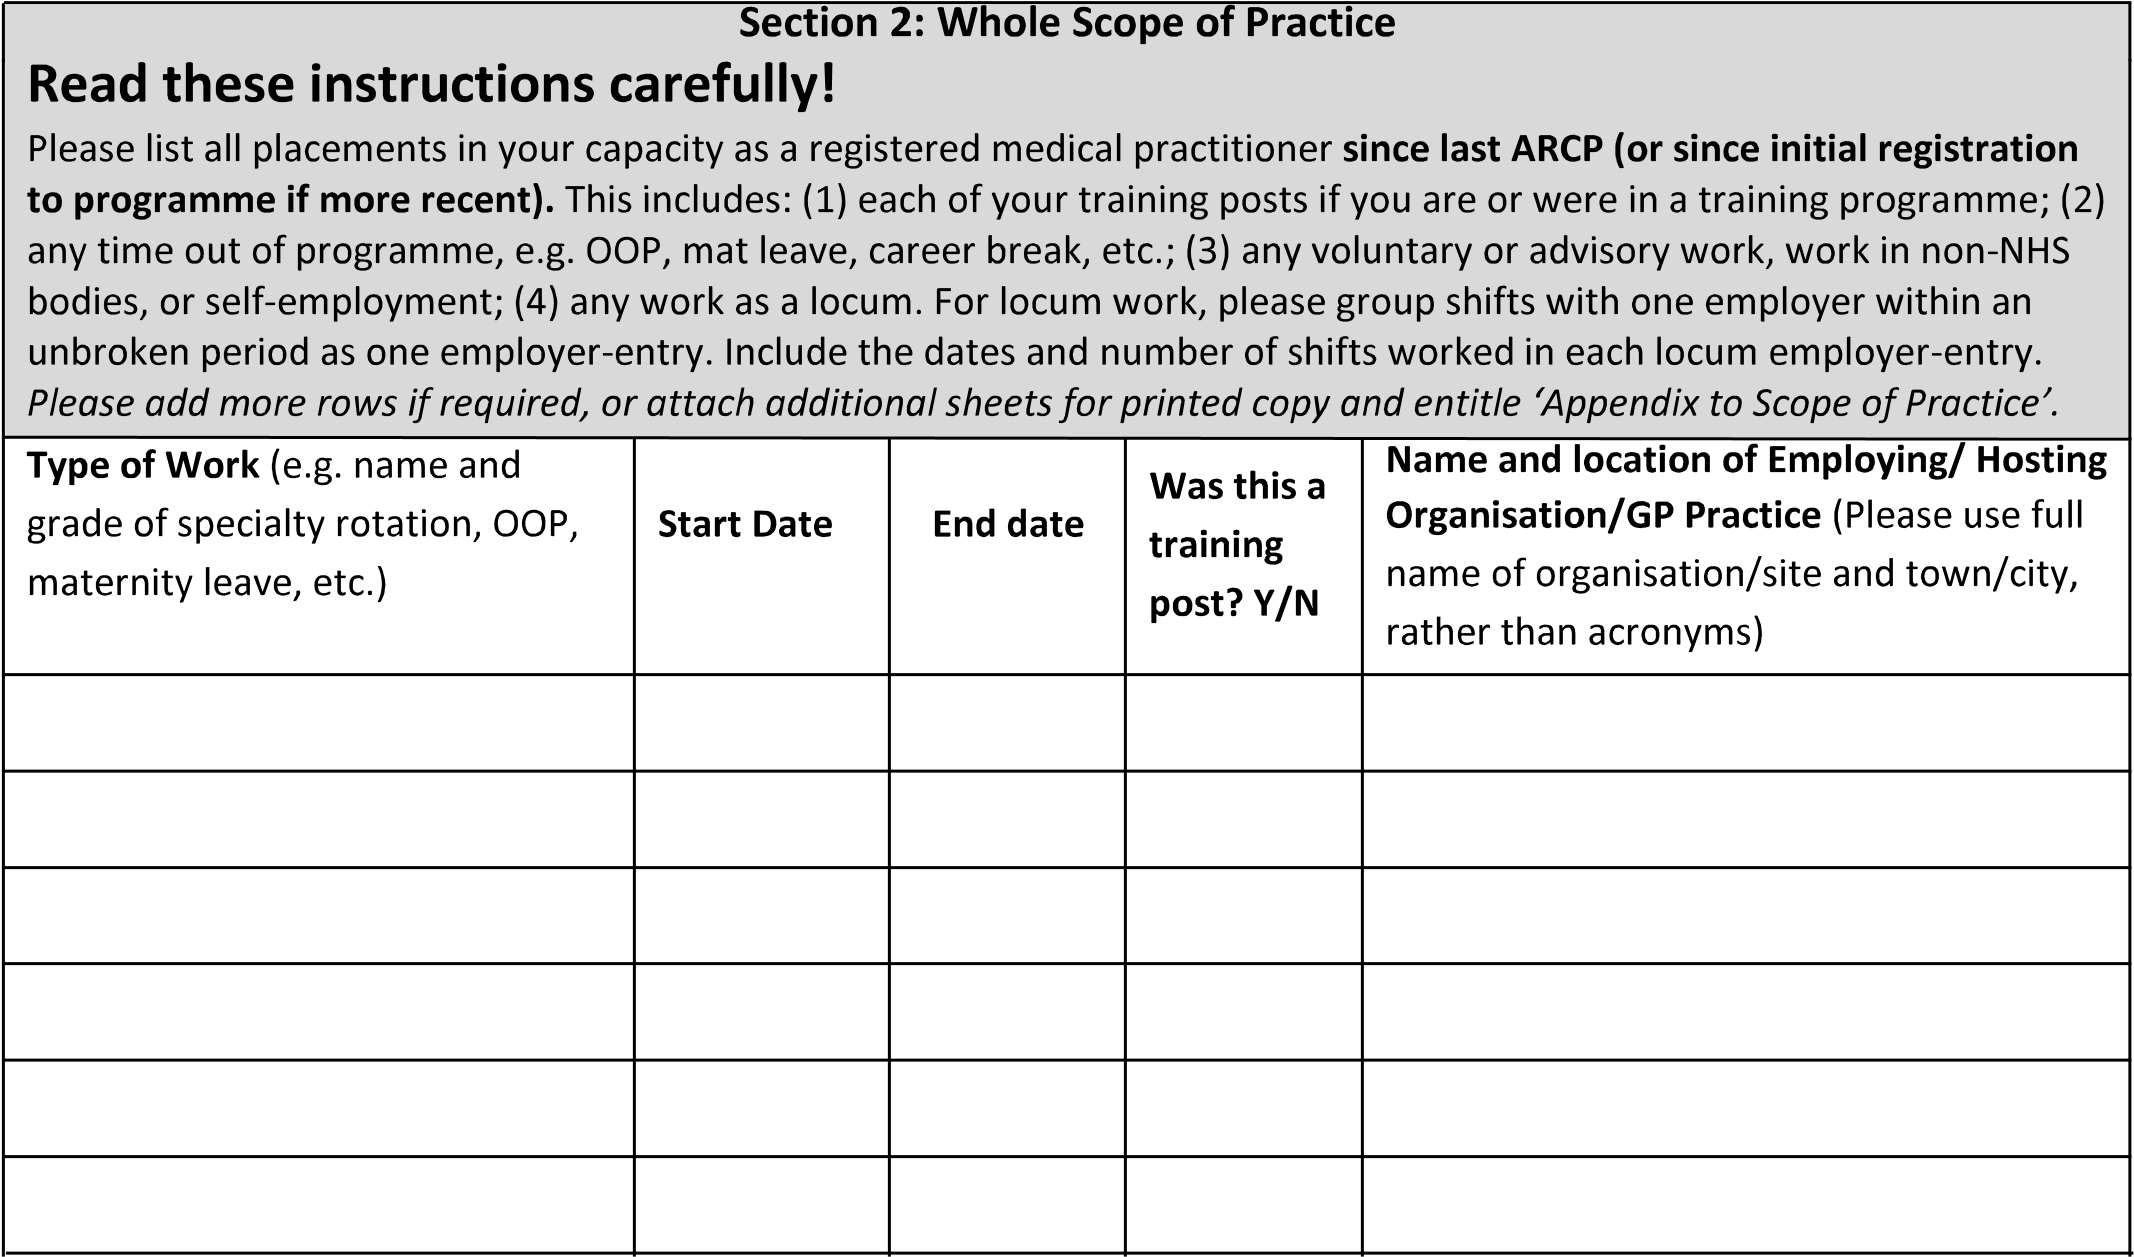 Section 2: Whole Scope of Practice
Read these instructions carefully!
Please list all placements in your capacity as a registered medical practitioner since last ARCP (or since initial registration
to programme if more recent). This includes: (1) each of your training posts if you are or were in a training programme; (2)
any time out of programme, e.g. OOP, mat leave, career break, etc.; (3) any voluntary or advisory work, work in non-NHS
bodies, or self-employment; (4) any work as a locum. For locum work, please group shifts with one employer within an
unbroken period as one employer-entry. Include the dates and number of shifts worked in each locum employer-entry.
Please add more rows if required, or attach additional sheets for printed copy and entitle ‘Appendix to Scope of Practice’.
Type of Work (e.g. name and
grade of specialty rotation, OOP,
maternity leave, etc.)
Start Date
End date
Was this a
training
post? Y/N
Name and location of Employing/ Hosting
Organisation/GP Practice (Please use full
name of organisation/site and town/city,
rather than acronyms)